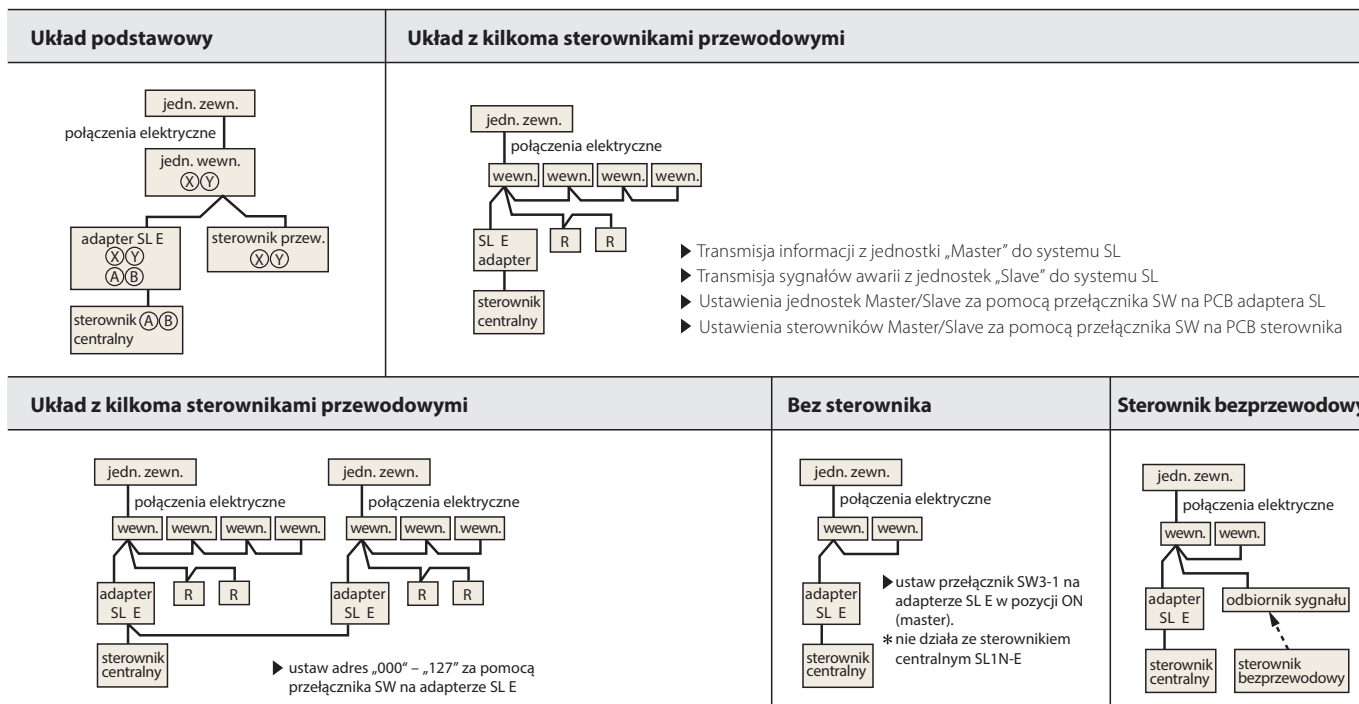 Układ podstawowy
Układ z kilkoma sterownikami przewodowymi
jedn. zewn.
połączenia elektryczne
jedn. wewn.
X Y
adapter SL E
X Y
A B
sterownik przew.
X Y
sterownik A B
centralny
jedn. zewn.
połączenia elektryczne
wewn. wewn. wewn. wewn.
SL E
adapter
R R
sterownik
centralny
▶ Transmisja informacji z jednostki „Master” do systemu SL
▶ Transmisja sygnałów awarii z jednostek „Slave” do systemu SL
▶ Ustawienia jednostek Master/Slave za pomocą przełącznika SW na PCB adaptera SL
▶ Ustawienia sterowników Master/Slave za pomocą przełącznika SW na PCB sterownika
Układ z kilkoma sterownikami przewodowymi
Bez sterownika
Sterownik bezprzewodowy
jedn. zewn.
połączenia elektryczne
wewn. wewn. wewn. wewn.
adapter
SL E
R R
sterownik
centralny
jedn. zewn.
połączenia elektryczne
wewn. wewn. wewn.
adapter
SL E
R R
▶ ustaw adres „000“ – „127” za pomocą
przełącznika SW na adapterze SL E
jedn. zewn.
połączenia elektryczne
wewn. wewn.
adapter
SL E
sterownik
centralny
▶ ustaw przełącznik SW3-1 na
adapterze SL E w pozycji ON
(master).
* nie działa ze sterownikiem
centralnym SL1N-E
jedn. zewn.
połączenia elektryczne
wewn. wewn.
adapter
SL E
odbiornik sygnału
sterownik
centralny
sterownik
bezprzewodowy